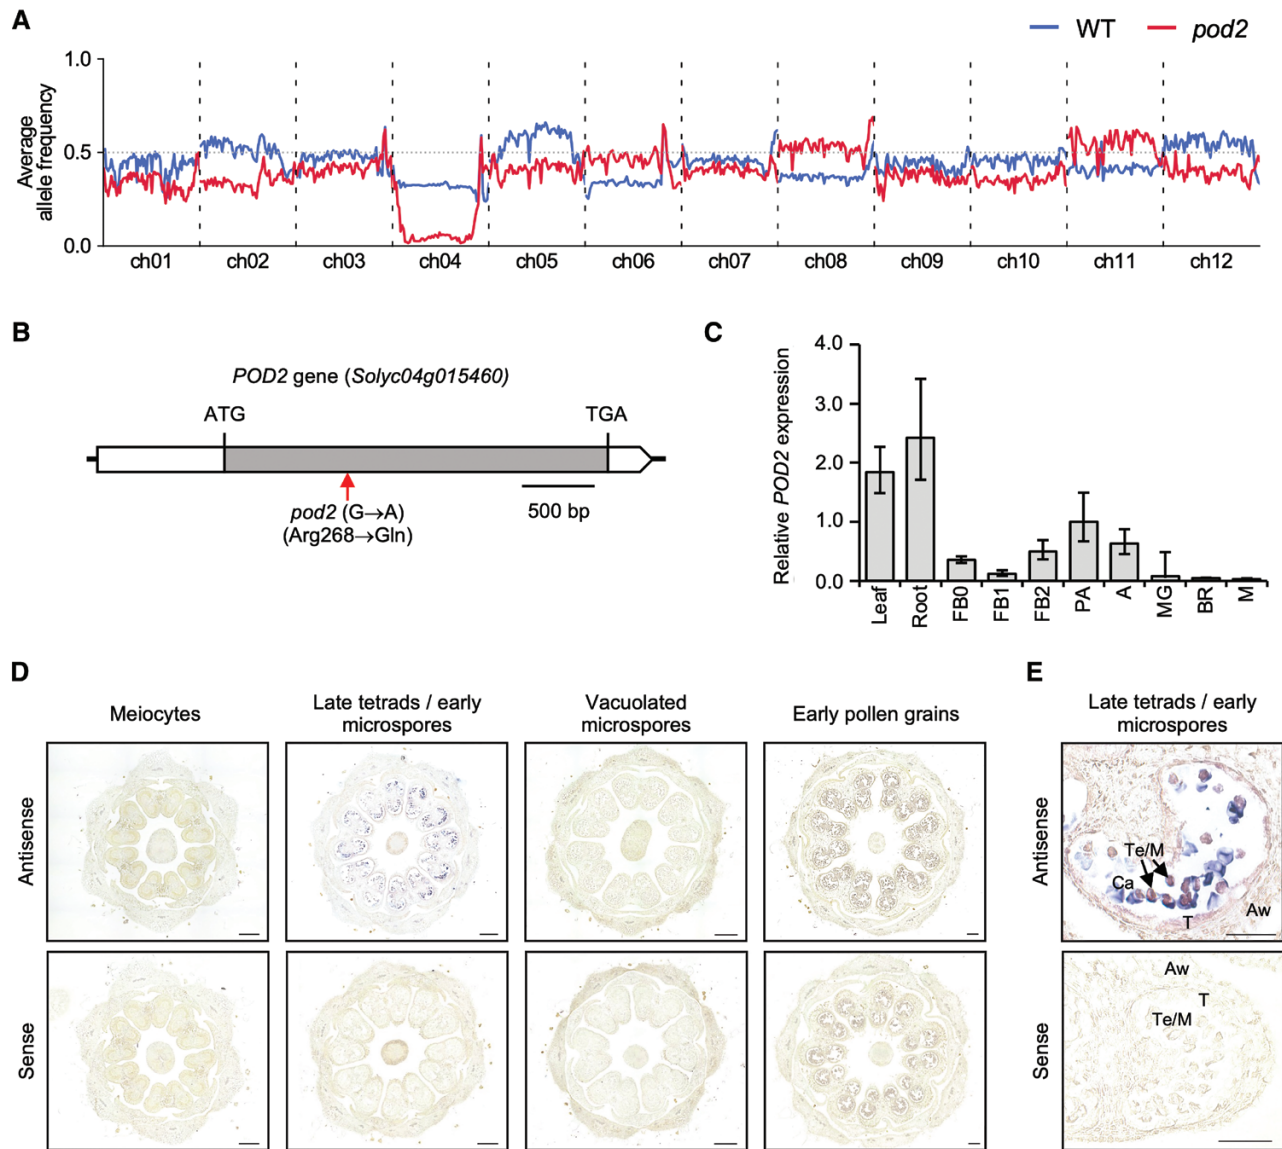 A
WT
pod2
Average
allele frequency
1.0
0.5
0.0
ch01
ch02
ch03
ch04
ch05
ch06
ch07
ch08
ch09
ch10
ch11
ch12
B
POD2 gene (Solyc04g015460)
ATG
TGA
pod2 (G→A)
(Arg268→Gln)
500 bp
C
Relative POD2 expression
4.0
3.0
2.0
1.0
0.0
Leaf
Root
FB0
FB1
FB2
PA
A
MG
BR
M
D
Meiocytes
Late tetrads / early
microspores
Vacuolated
microspores
Early pollen grains
Antisense
Sense
E
Late tetrads / early
microspores
Antisense
Te/M
Ca
T
Aw
Sense
Aw
T
Te/M